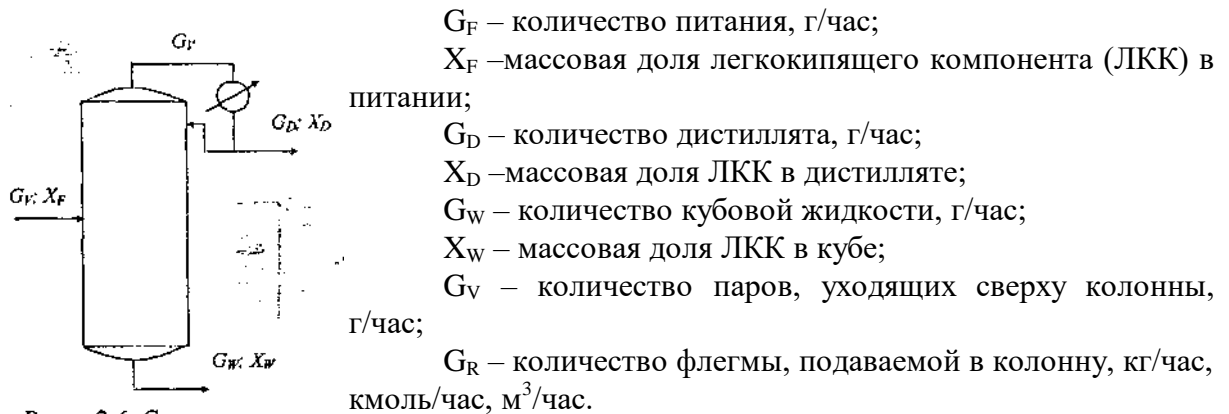 G_F – количество питания, г/час;
X_F –массовая доля легкокипящего компонента (ЛКК) в
питании;
G_D – количество дистиллята, г/час;
X_D –массовая доля ЛКК в дистилляте;
G_W – количество кубовой жидкости, г/час;
X_W – массовая доля ЛКК в кубе;
G_V – количество паров, уходящих сверху колонны,
г/час;
G_R – количество флегмы, подаваемой в колонну, кг/час,
кмоль/час, м³/час.
G_V
G_D; X_D
G_V; X_F
G_W; X_W